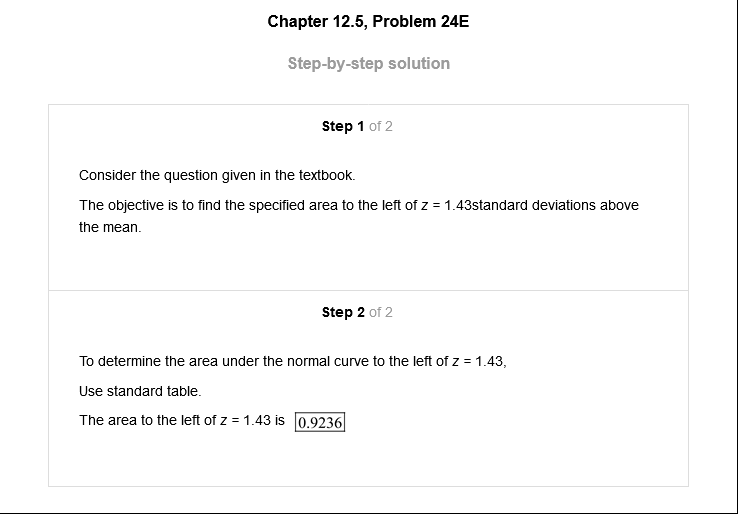 Chapter 12.5, Problem 24E
Step-by-step solution
Step 1 of 2
Consider the question given in the textbook.
The objective is to find the specified area to the left of z = 1.43standard deviations above
the mean.
Step 2 of 2
To determine the area under the normal curve to the left of z = 1.43,
Use standard table.
The area to the left of z = 1.43 is 0.9236